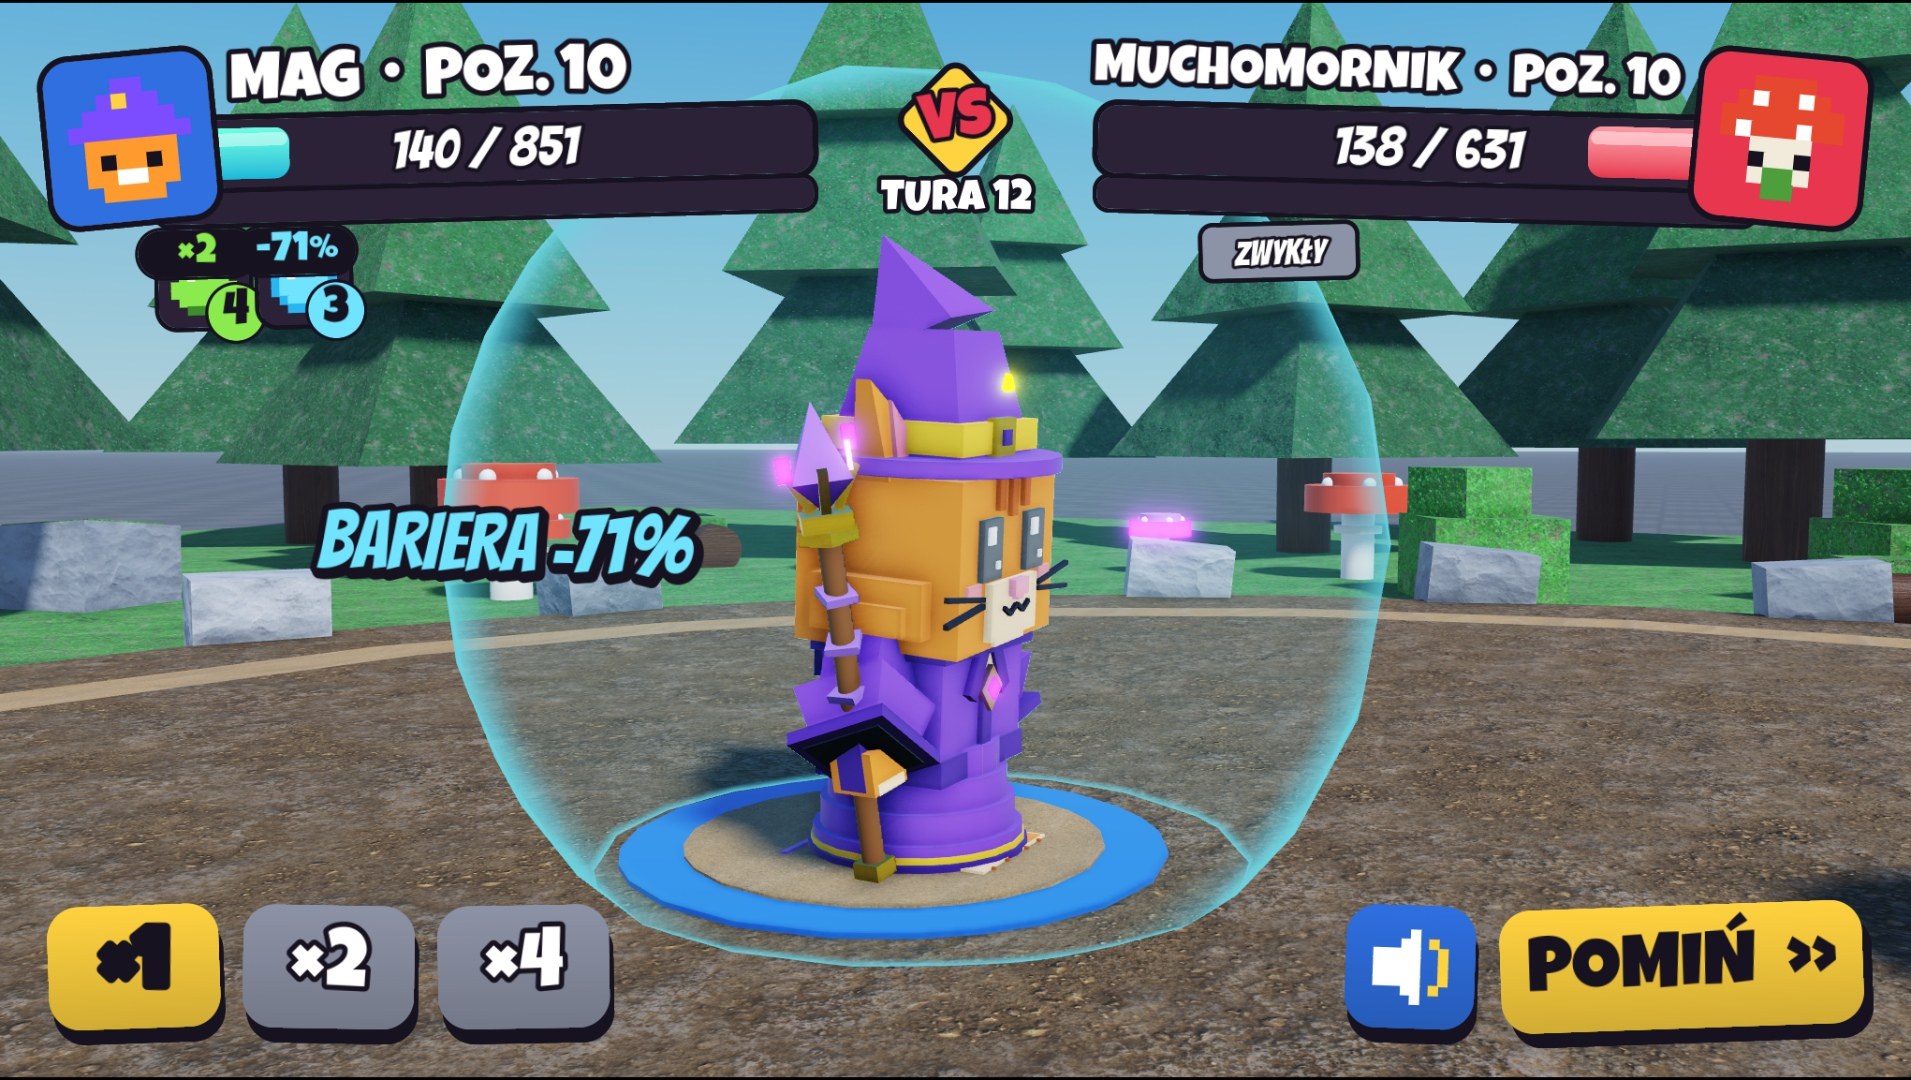 MAG • POZ. 10
140 / 851
VS
TURA 12
MUCHOMORNIK • POZ. 10
138 / 631
×2 -71%
4 3
ZWYKŁY
BARIERA -71%
×1
×2
×4
POMIŃ >>